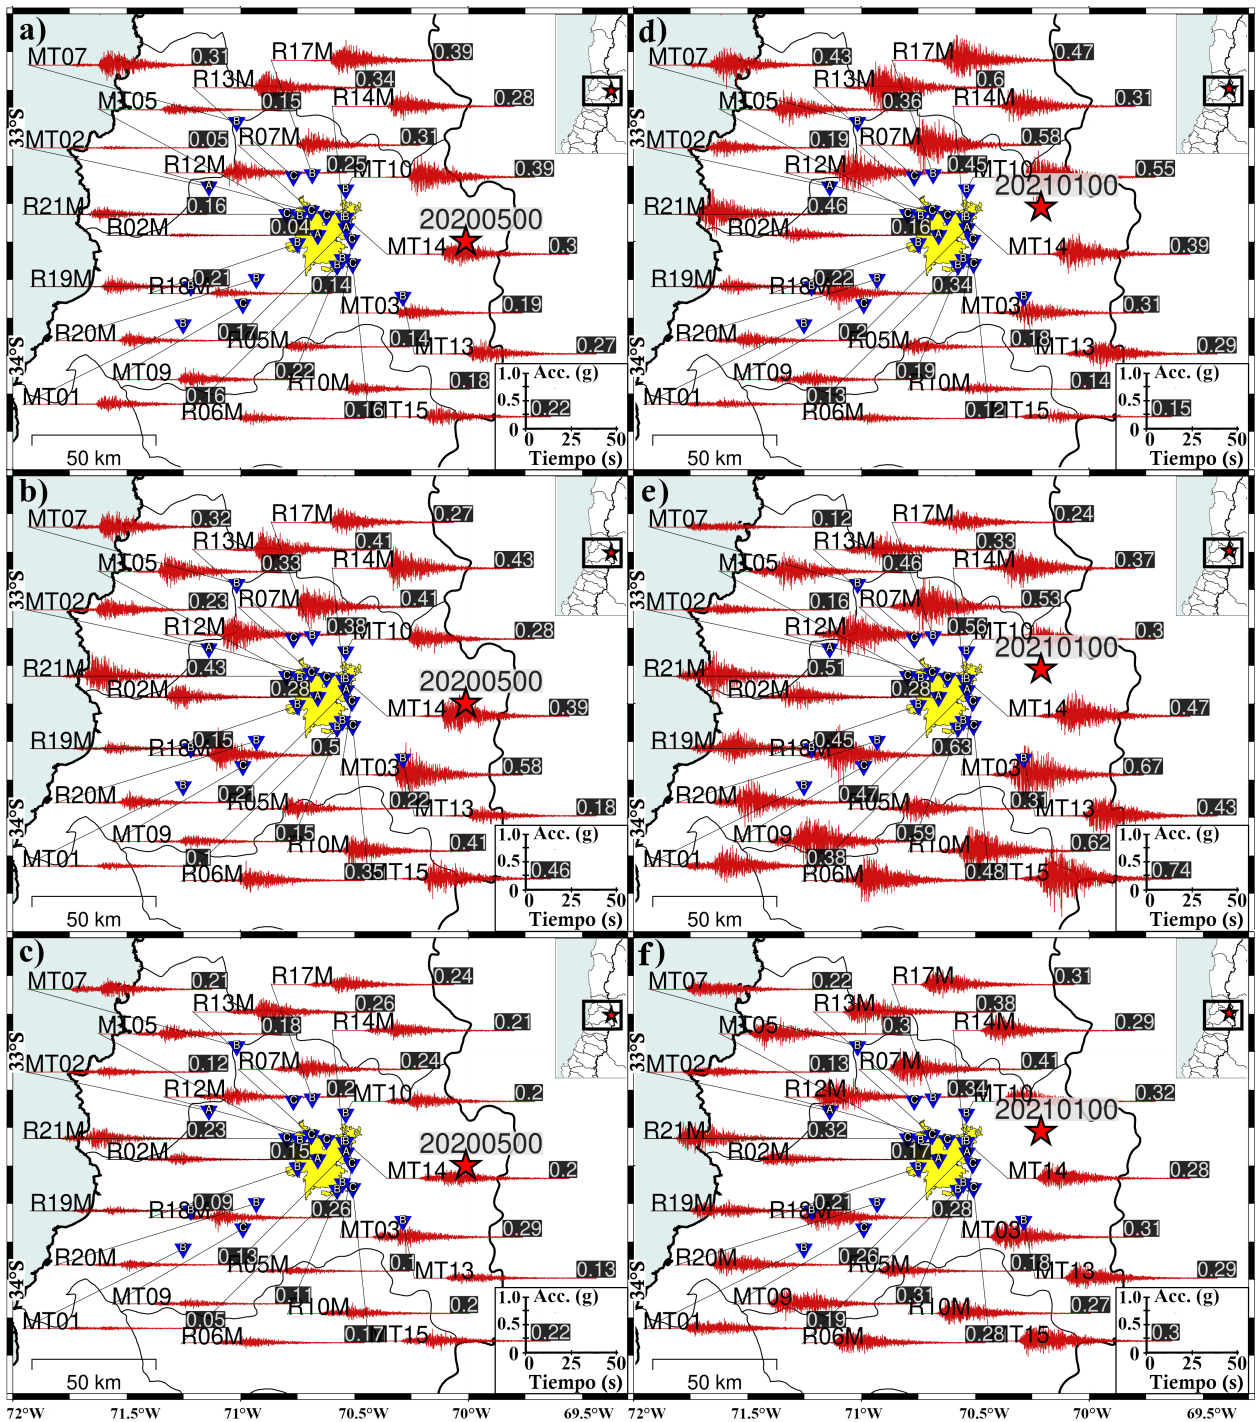 a)
MT07
0.31
R17M
0.39
R13M
0.34
MT05
0.15
R14M
0.28
MT02
0.05
R07M
0.31
R12M
0.25
MT10
0.39
R21M
0.16
R02M
0.04
20200500
MT14
0.3
R19M
0.21
R18M
0.14
MT03
0.19
R20M
0.17
R05M
0.14
MT13
0.27
MT09
0.22
R10M
0.18
MT01
0.16
R06M
0.16
MT15
0.22
1.0 Acc. (g)
0.5
0
0 25 50
Tiempo (s)
50 km
33°S
34°S
d)
MT07
0.43
R17M
0.47
R13M
0.6
MT05
0.36
R14M
0.31
MT02
0.19
R07M
0.58
R12M
0.45
MT10
0.55
R21M
0.46
R02M
0.16
20210100
MT14
0.39
R19M
0.22
R18M
0.34
MT03
0.31
R20M
0.2
R05M
0.18
MT13
0.29
MT09
0.19
R10M
0.14
MT01
0.13
R06M
0.12
MT15
0.15
1.0 Acc. (g)
0.5
0
0 25 50
Tiempo (s)
50 km
33°S
34°S
b)
MT07
0.32
R17M
0.27
R13M
0.41
MT05
0.33
R14M
0.43
MT02
0.23
R07M
0.41
R12M
0.38
MT10
0.28
R21M
0.43
R02M
0.28
20200500
MT14
0.39
R19M
0.15
R18M
0.5
MT03
0.58
R20M
0.21
R05M
0.22
MT13
0.18
MT09
0.15
R10M
0.41
MT01
0.1
R06M
0.35
MT15
0.46
1.0 Acc. (g)
0.5
0
0 25 50
Tiempo (s)
50 km
33°S
34°S
e)
MT07
0.12
R17M
0.24
R13M
0.33
MT05
0.46
R14M
0.37
MT02
0.16
R07M
0.53
R12M
0.56
MT10
0.3
R21M
0.51
R02M
0.28
20210100
MT14
0.47
R19M
0.45
R18M
0.63
MT03
0.67
R20M
0.47
R05M
0.3
MT13
0.43
MT09
0.59
R10M
0.62
MT01
0.38
R06M
0.48
MT15
0.74
1.0 Acc. (g)
0.5
0
0 25 50
Tiempo (s)
50 km
33°S
34°S
c)
MT07
0.21
R17M
0.24
R13M
0.26
MT05
0.18
R14M
0.21
MT02
0.12
R07M
0.24
R12M
0.2
MT10
0.2
R21M
0.23
R02M
0.15
20200500
MT14
0.2
R19M
0.09
R18M
0.26
MT03
0.29
R20M
0.13
R05M
0.1
MT13
0.13
MT09
0.11
R10M
0.2
MT01
0.05
R06M
0.17
MT15
0.22
1.0 Acc. (g)
0.5
0
0 25 50
Tiempo (s)
50 km
33°S
34°S
f)
MT07
0.22
R17M
0.31
R13M
0.38
MT05
0.3
R14M
0.29
MT02
0.13
R07M
0.41
R12M
0.34
MT10
0.32
R21M
0.32
R02M
0.17
20210100
MT14
0.28
R19M
0.21
R18M
0.28
MT03
0.31
R20M
0.26
R05M
0.18
MT13
0.29
MT09
0.31
R10M
0.27
MT01
0.19
R06M
0.28
MT15
0.3
1.0 Acc. (g)
0.5
0
0 25 50
Tiempo (s)
50 km
33°S
34°S
72°W 71.5°W 71°W 70.5°W 70°W 69.5°W
71.5°W 71°W 70.5°W 70°W 69.5°W